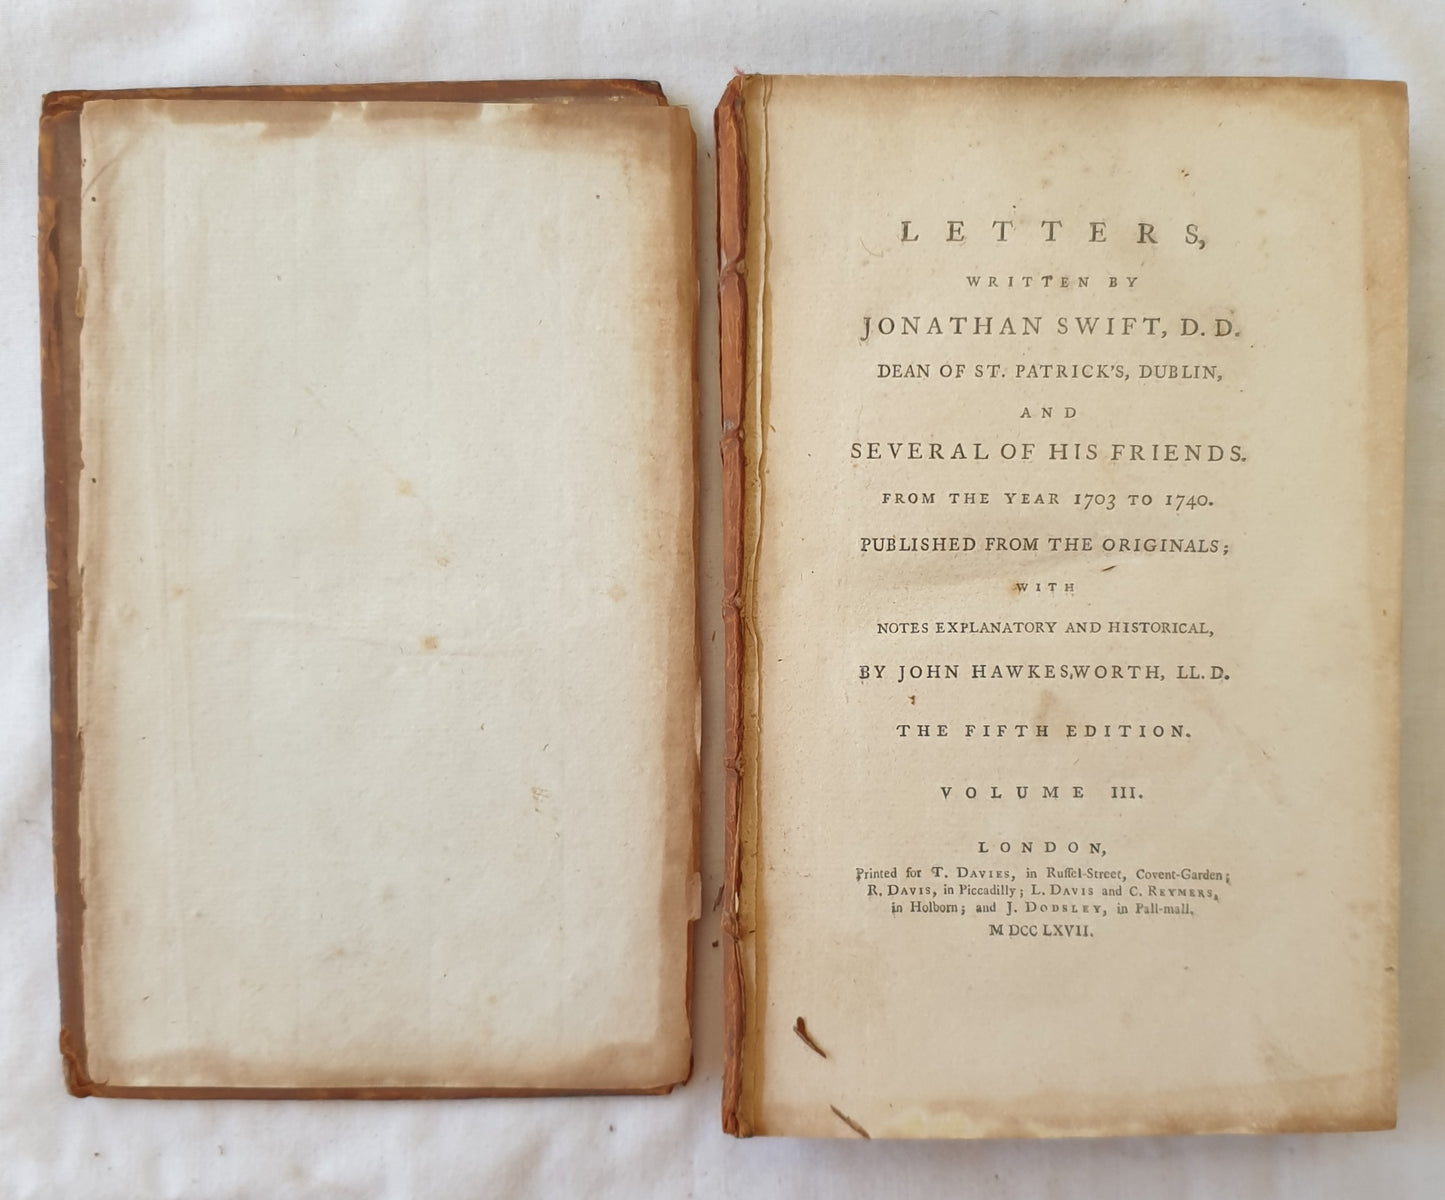 LETTERS,
WRITTEN BY
JONATHAN SWIFT, D. D.
DEAN OF ST. PATRICK'S, DUBLIN,
AND
SEVERAL OF HIS FRIENDS.
FROM THE YEAR 1703 TO 1740.
PUBLISHED FROM THE ORIGINALS;
WITH
NOTES EXPLANATORY AND HISTORICAL,
BY JOHN HAWKESWORTH, LL. D.
THE FIFTH EDITION.
VOLUME III.
LONDON,
Printed for T. DAVIES, in Ruſſel-Street, Covent-Garden;
R. DAVIS, in Piccadilly; L. DAVIS and C. REYMERS,
in Holborn; and J. DODSLEY, in Pall-mall.
M DCC LXVII.